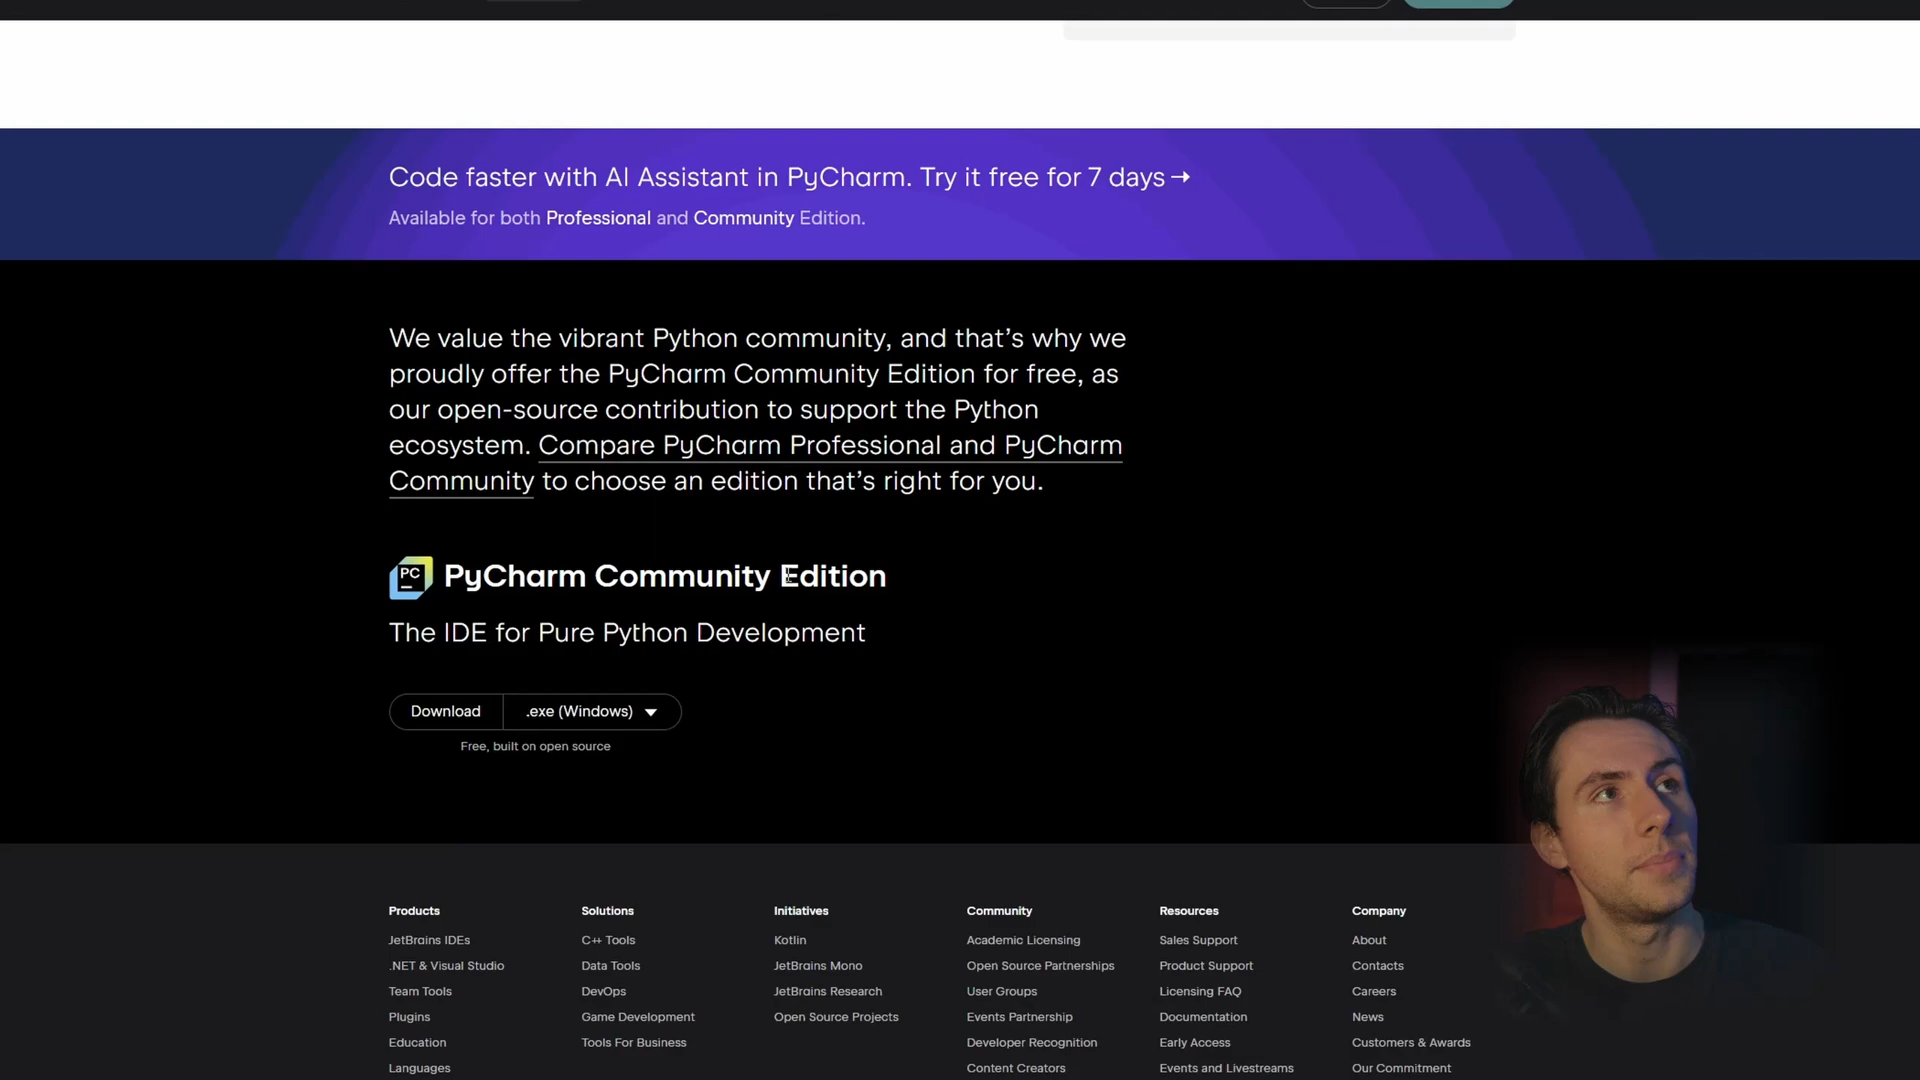 Code faster with AI Assistant in PyCharm. Try it free for 7 days →
Available for both Professional and Community Edition.
We value the vibrant Python community, and that’s why we
proudly offer the PyCharm Community Edition for free, as
our open-source contribution to support the Python
ecosystem. Compare PyCharm Professional and PyCharm
Community to choose an edition that’s right for you.
PC
PyCharm Community Edition
The IDE for Pure Python Development
Download
.exe (Windows)
Free, built on open source
Products
JetBrains IDEs
.NET & Visual Studio
Team Tools
Plugins
Education
Languages
Solutions
C++ Tools
Data Tools
DevOps
Game Development
Tools For Business
Initiatives
Kotlin
JetBrains Mono
JetBrains Research
Open Source Projects
Community
Academic Licensing
Open Source Partnerships
User Groups
Events Partnership
Developer Recognition
Content Creators
Resources
Sales Support
Product Support
Licensing FAQ
Documentation
Early Access
Events and Livestreams
Company
About
Contacts
Careers
News
Customers & Awards
Our Commitment